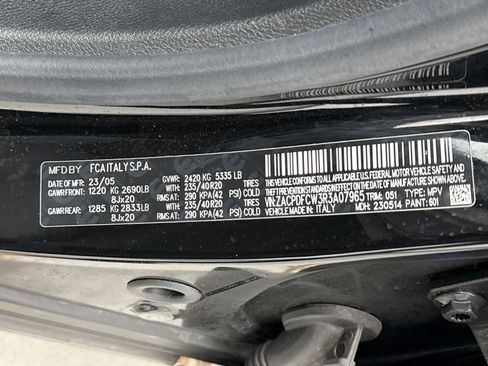 MFD BY FCA ITALY S.P.A.
DATE OF MFR: 23/05 GVWR: 2420 KG 5335 LB
GAWR FRONT: 1220 KG 2690LB WITH TIRES
8Jx20 235/40R20
RIMS AT: 290 KPA(42 PSI) COLD
GAWR REAR: 1285 KG 2833LB WITH TIRES
8Jx20 235/40R20
RIMS AT: 290 KPA(42 PSI) COLD
THIS VEHICLE CONFORMS TO ALL APPLICABLE
FEDERAL MOTOR VEHICLE SAFETY, BUMPER, AND THEFT
PREVENTION STANDARDS IN EFFECT ON THE DATE OF
MANUFACTURE SHOWN ABOVE.
VIN: ZACPDFCW3R3A07965 TYPE: MPV
MADE IN: ITALY TRIM: 051
MDH: 230514 PAINT: 601